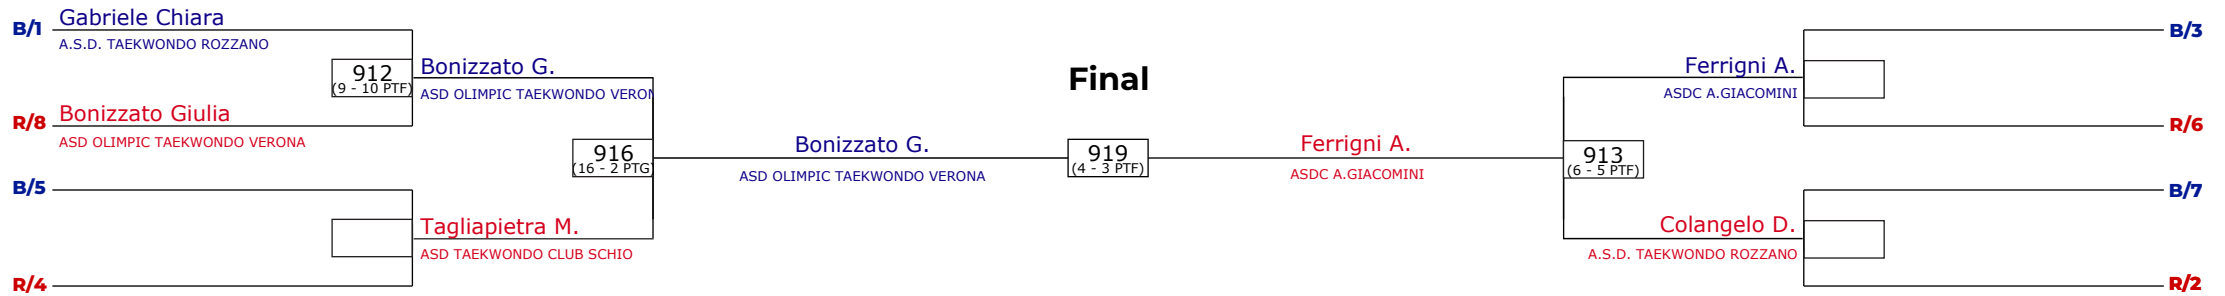 B/1
Gabriele Chiara
A.S.D. TAEKWONDO ROZZANO
912
(9 - 10 PTF)
Bonizzato G.
ASD OLIMPIC TAEKWONDO VERON
R/8
Bonizzato Giulia
ASD OLIMPIC TAEKWONDO VERONA
916
(16 - 2 PTG)
B/5
Tagliapietra M.
ASD TAEKWONDO CLUB SCHIO
R/4
Final
Bonizzato G.
ASD OLIMPIC TAEKWONDO VERONA
919
(4 - 3 PTF)
Ferrigni A.
ASDC A.GIACOMINI
B/3
Ferrigni A.
ASDC A.GIACOMINI
R/6
913
(6 - 5 PTF)
B/7
Colangelo D.
A.S.D. TAEKWONDO ROZZANO
R/2